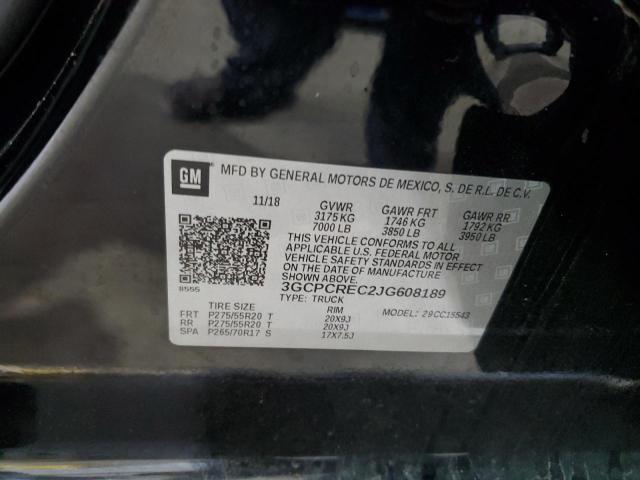 GM
MFD BY GENERAL MOTORS DE MEXICO, S. DE R.L. DE C.V.
11/18 GVWR GAWR FRT GAWR RR
3175 KG 1746 KG 1792 KG
7000 LB 3850 LB 3950 LB
THIS VEHICLE CONFORMS TO ALL
APPLICABLE U.S. FEDERAL MOTOR
VEHICLE SAFETY STANDARDS IN
EFFECT ON THE DATE OF MANUFACTURE
SHOWN ABOVE.
8555 3GCPCREC2JG608189
TYPE: TRUCK
TIRE SIZE RIM MODEL: 29CC15543
FRT P275/55R20 T 20X9J
RR P275/55R20 T 20X9J
SPA P265/70R17 S 17X7.5J